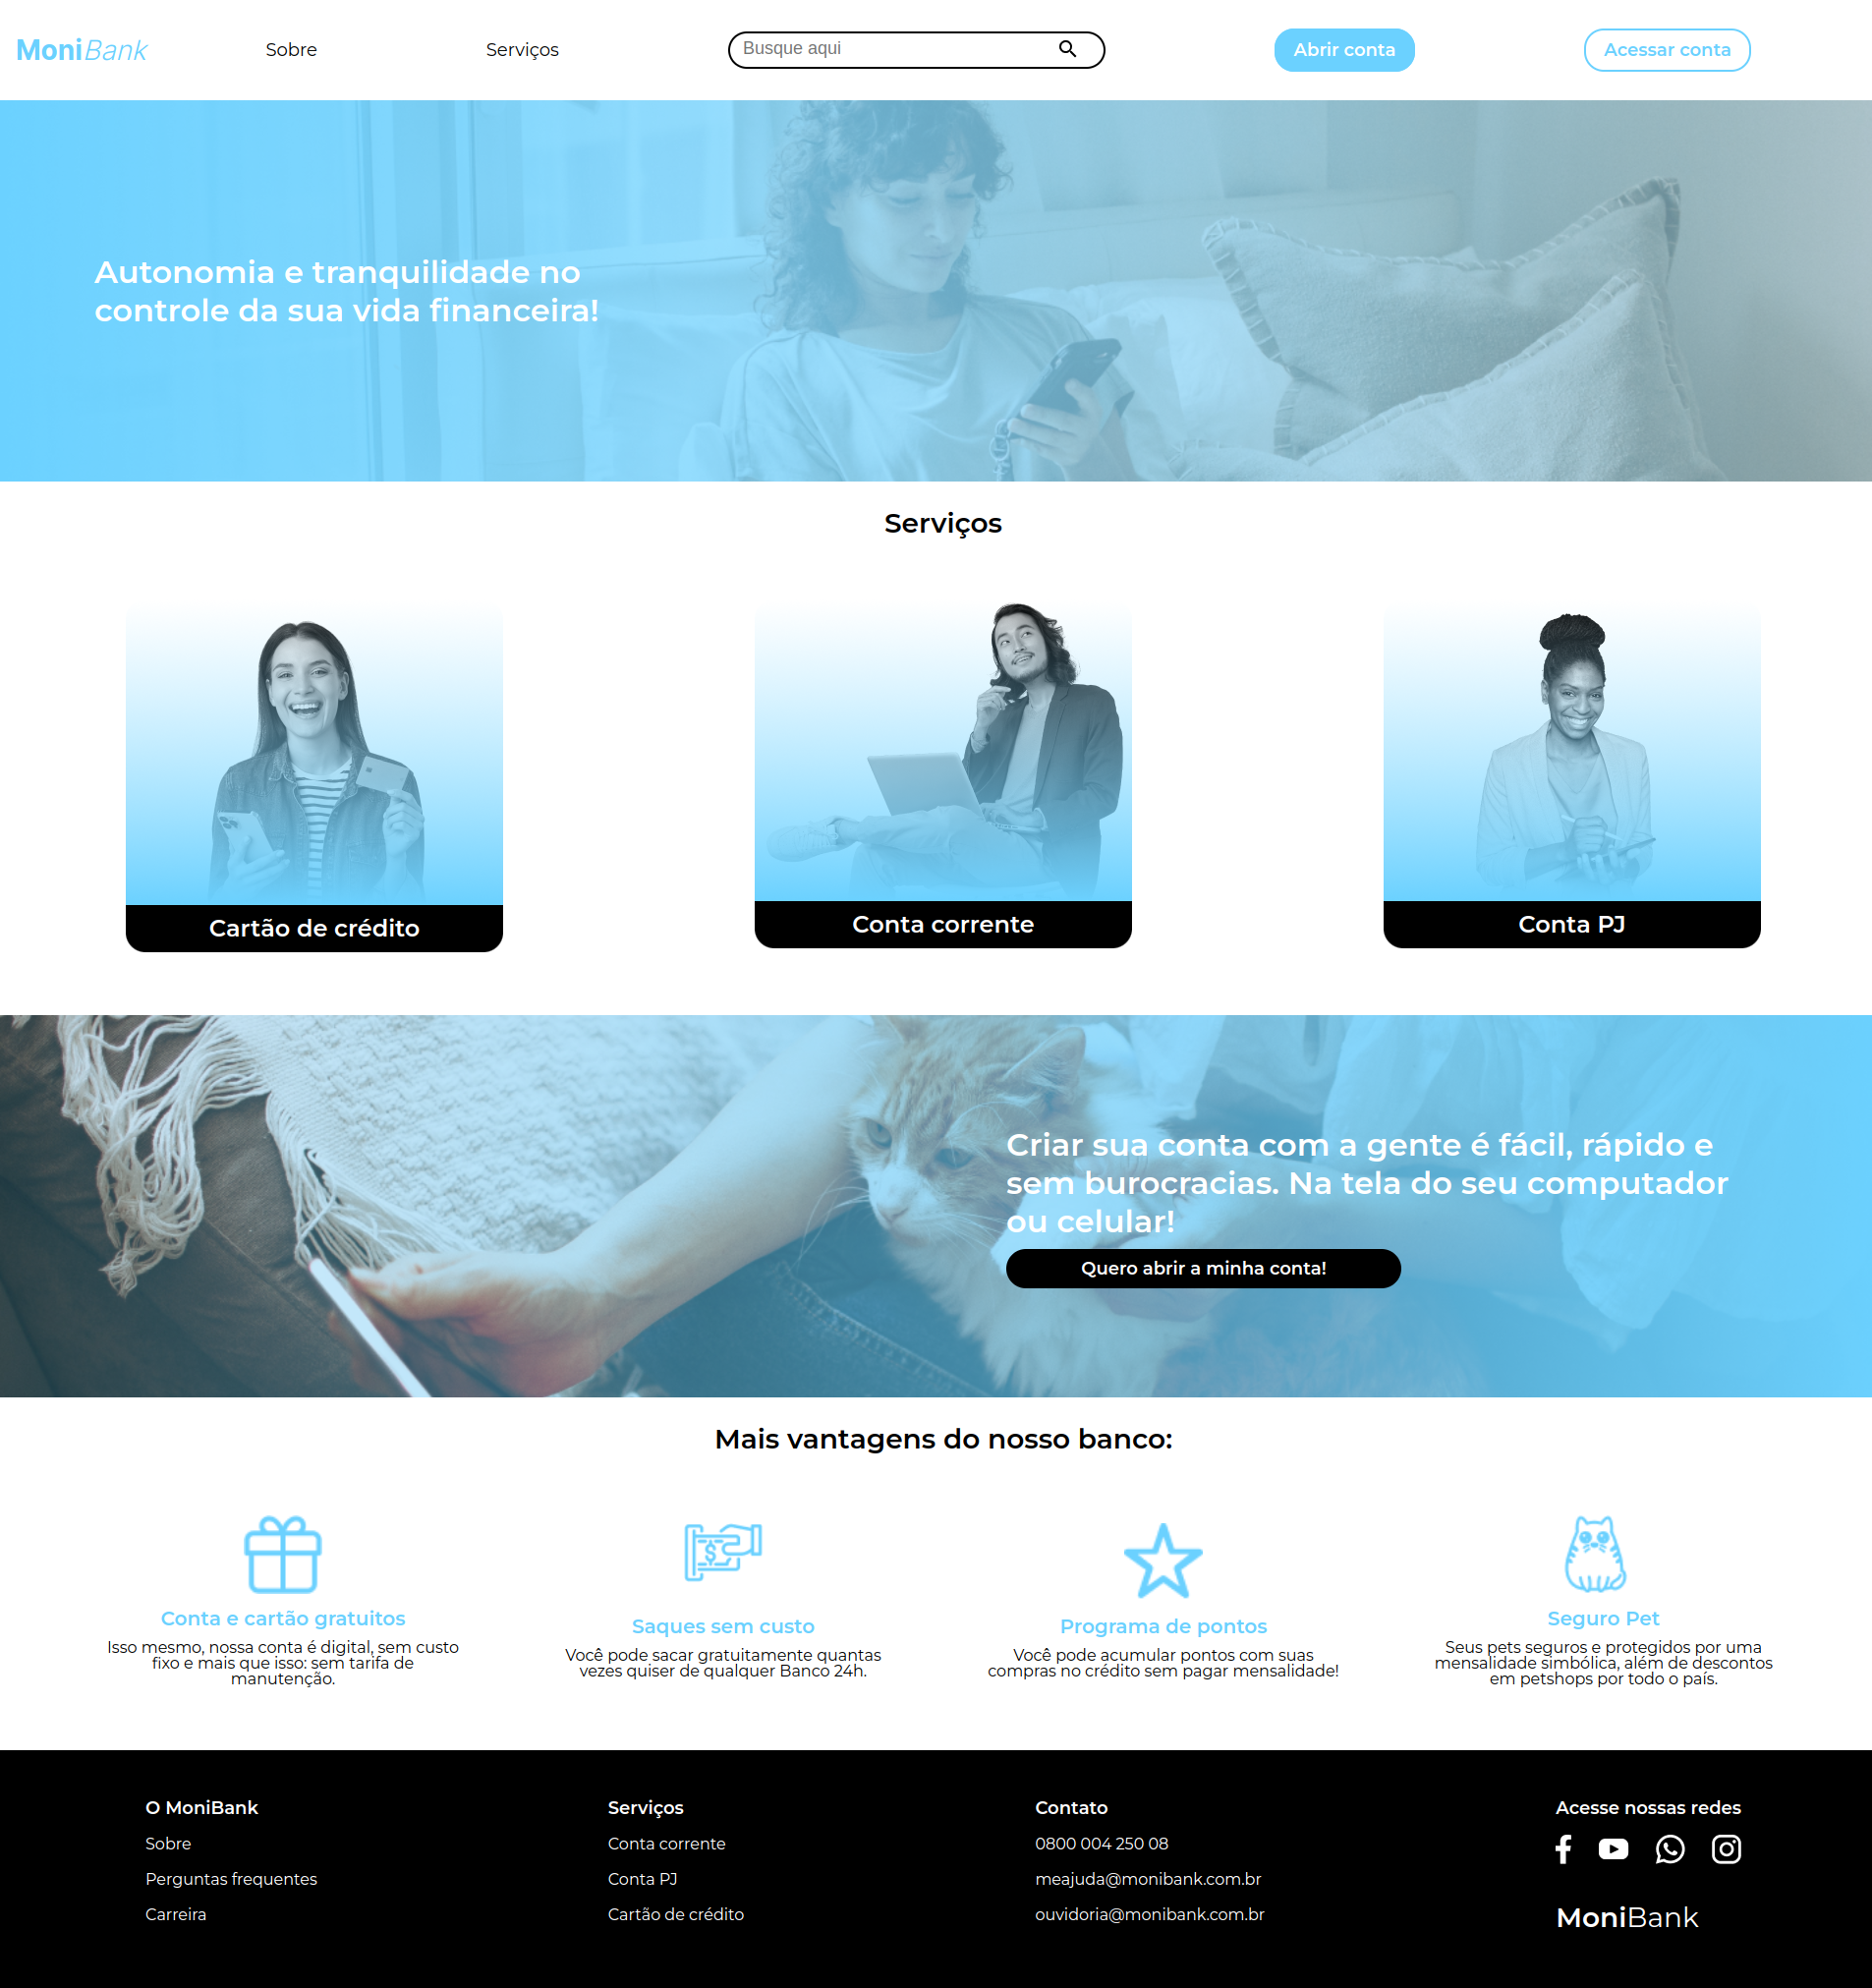 MoniBank
Sobre
Serviços
Busque aqui
Abrir conta
Acessar conta
Autonomia e tranquilidade no
controle da sua vida financeira!
Serviços
Cartão de crédito
Conta corrente
Conta PJ
Criar sua conta com a gente é fácil, rápido e
sem burocracias. Na tela do seu computador
ou celular!
Quero abrir a minha conta!
Mais vantagens do nosso banco:
Conta e cartão gratuitos
Isso mesmo, nossa conta é digital, sem custo
fixo e mais que isso: sem tarifa de
manutenção.
Saques sem custo
Você pode sacar gratuitamente quantas
vezes quiser de qualquer Banco 24h.
Programa de pontos
Você pode acumular pontos com suas
compras no crédito sem pagar mensalidade!
Seguro Pet
Seus pets seguros e protegidos por uma
mensalidade simbólica, além de descontos
em petshops por todo o país.
O MoniBank
Sobre
Perguntas frequentes
Carreira
Serviços
Conta corrente
Conta PJ
Cartão de crédito
Contato
0800 004 250 08
meajuda@monibank.com.br
ouvidoria@monibank.com.br
Acesse nossas redes
MoniBank